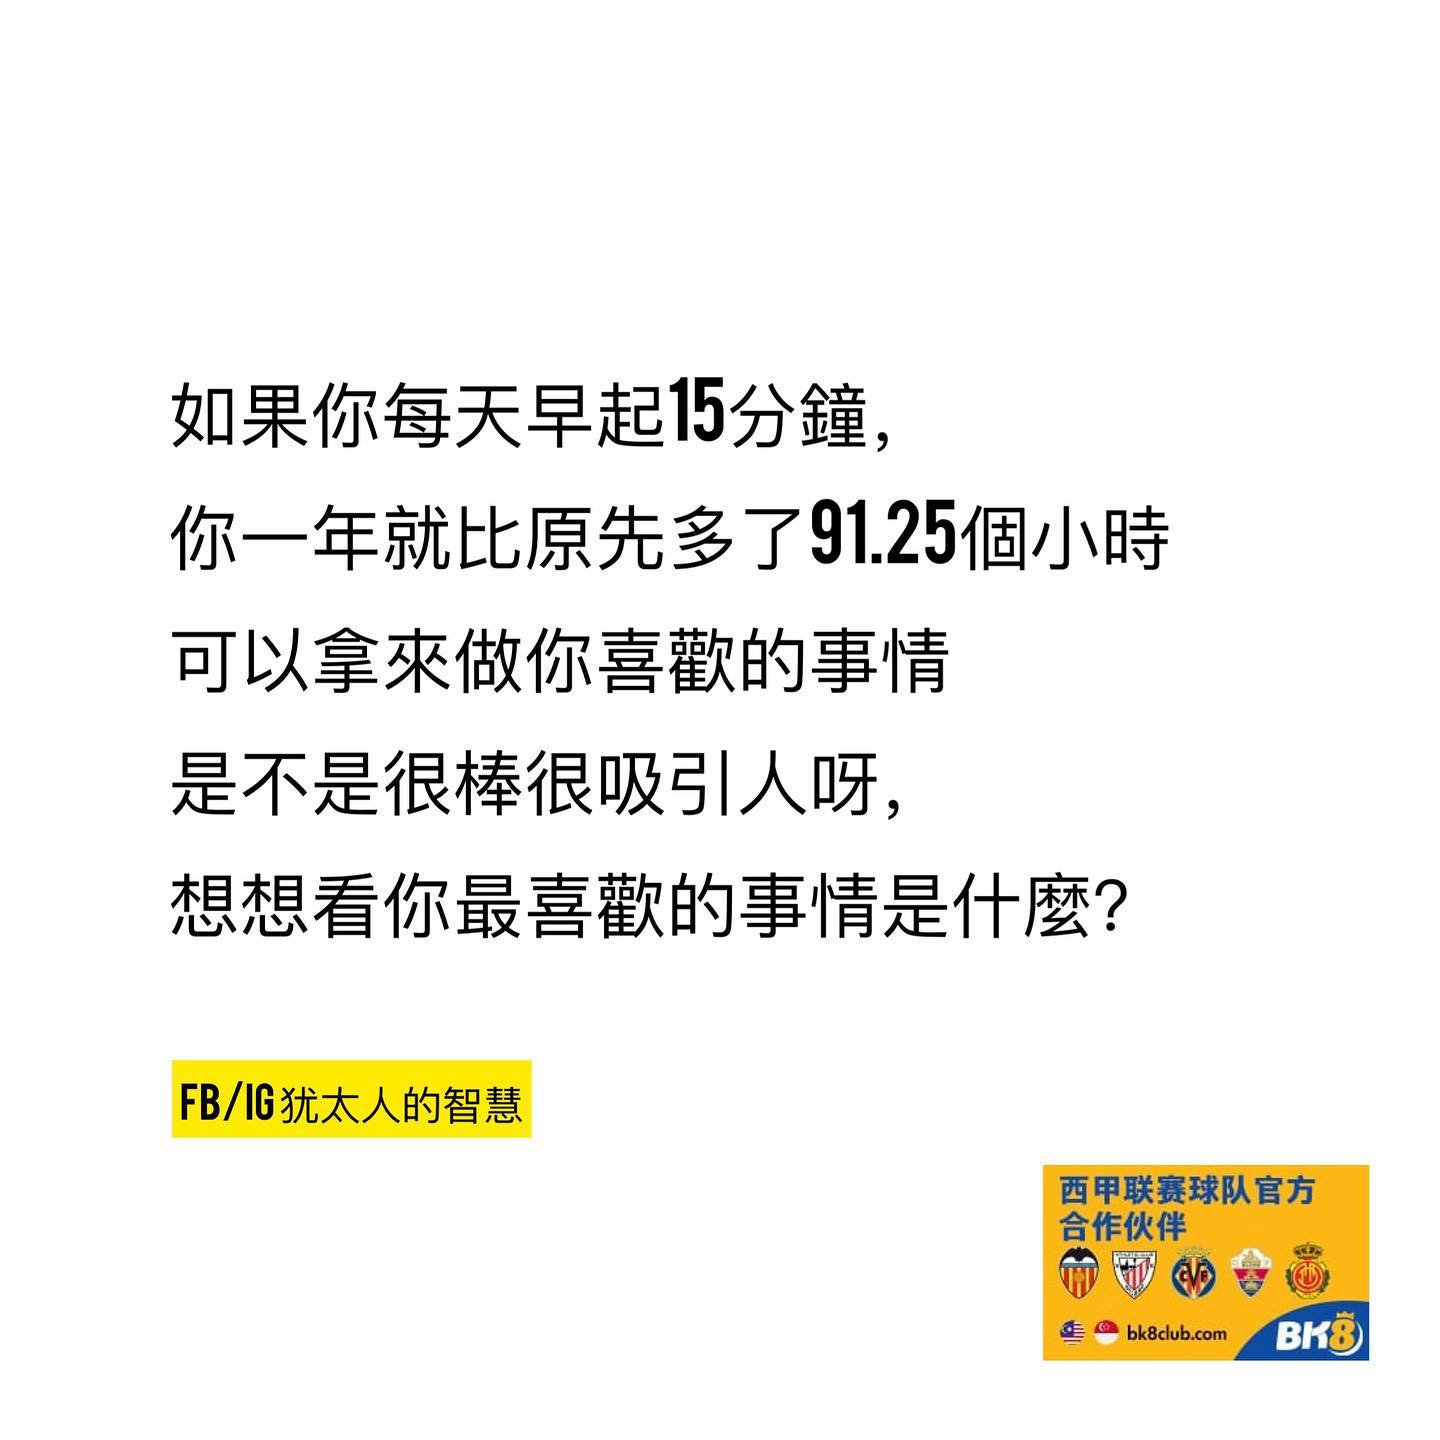 如果你每天早起15分鐘,
你一年就比原先多了91.25個小時
可以拿來做你喜歡的事情
是不是很棒很吸引人呀,
想想看你最喜歡的事情是什麼?
FB/IG犹太人的智慧
西甲联赛球队官方
合作伙伴
bk8club.com
BK8